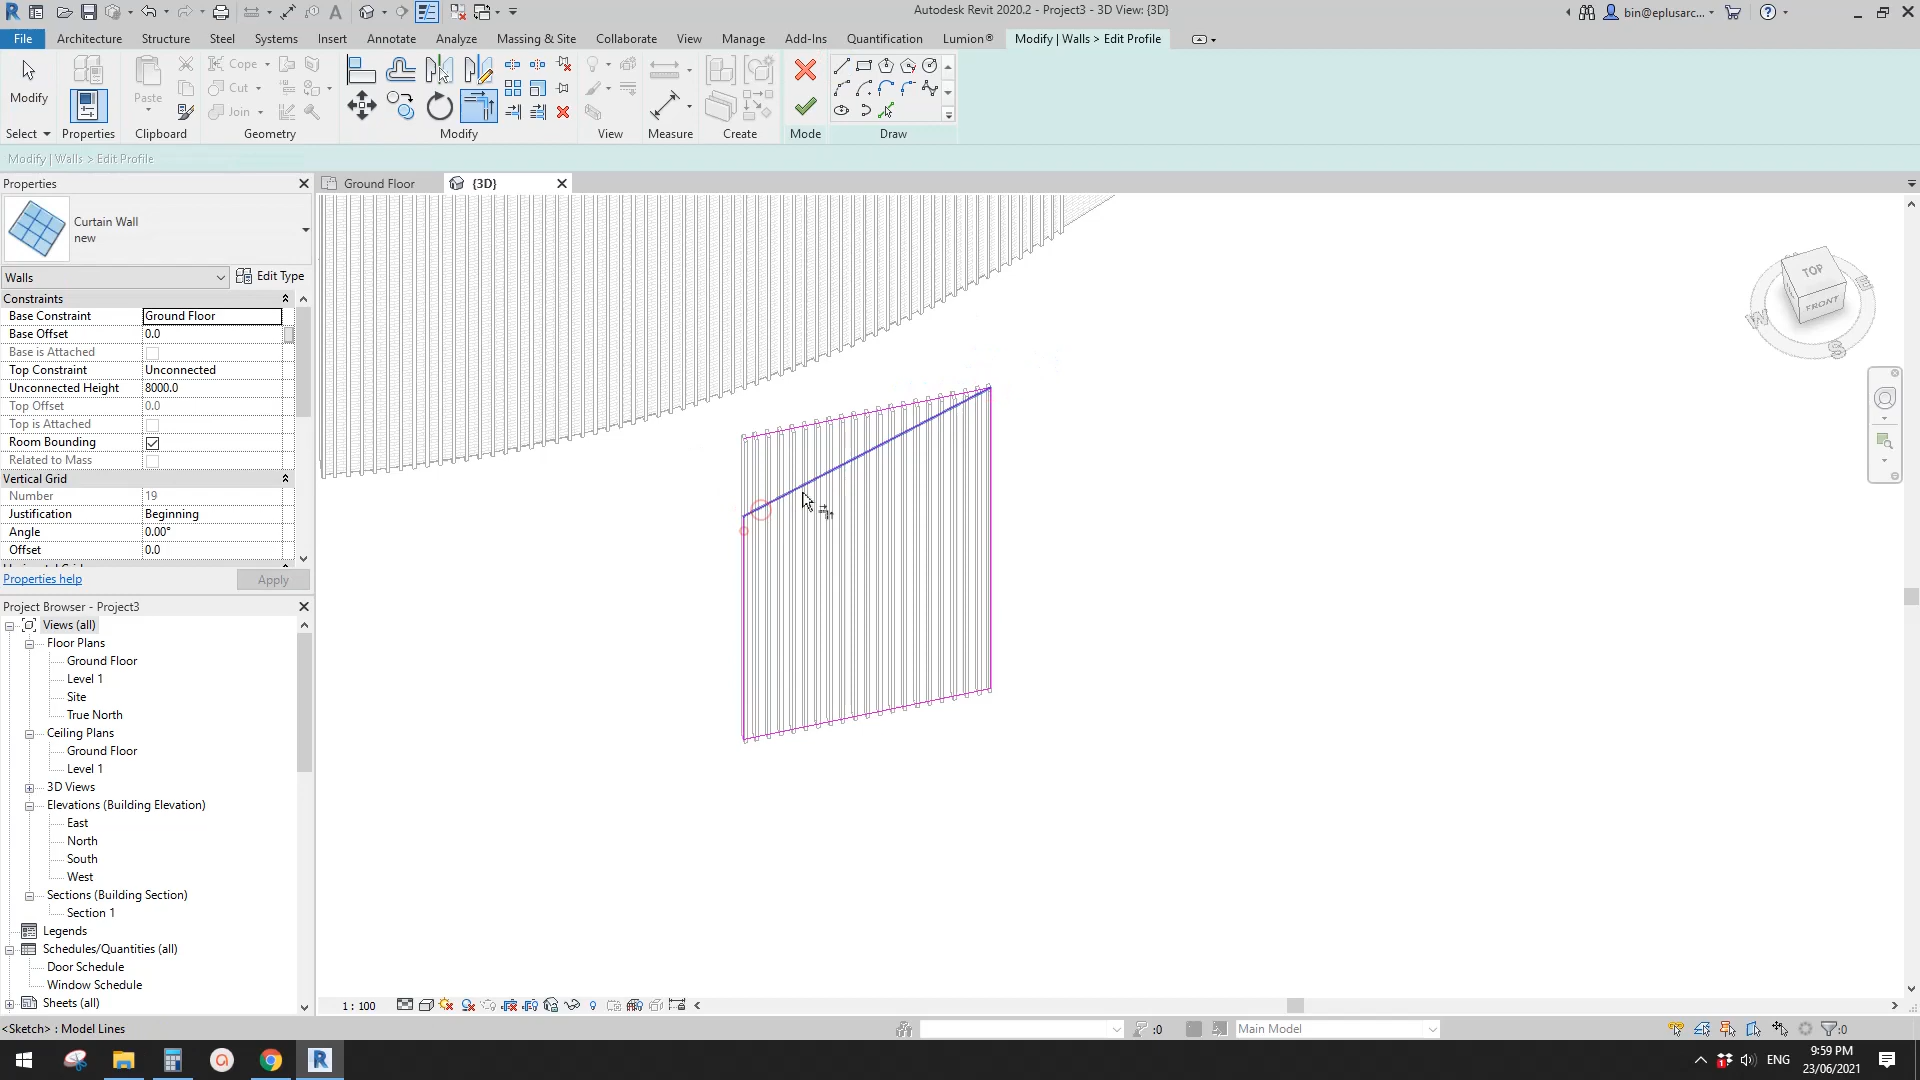 Autodesk Revit 2020.2 - Project3 - 3D View: {3D}
bin@eplusarc...
File Architecture Structure Steel Systems Insert Annotate Analyze Massing & Site Collaborate View Manage Add-Ins Quantification Lumion® Modify | Walls > Edit Profile
Cope
Cut
Join
Modify
Paste
Select Properties Clipboard Geometry Modify View Measure Create Mode Draw
Modify | Walls > Edit Profile
Properties
Ground Floor
{3D}
Curtain Wall
new
Walls
Edit Type
Constraints
Base Constraint Ground Floor
Base Offset 0.0
Base is Attached
Top Constraint Unconnected
Unconnected Height 8000.0
Top Offset 0.0
Top is Attached
Room Bounding
Related to Mass
Vertical Grid
Number 19
Justification Beginning
Angle 0.00°
Offset 0.0
Properties help
Apply
TOP
FRONT
W
S
E
Project Browser - Project3
Views (all)
Floor Plans
Ground Floor
Level 1
Site
True North
Ceiling Plans
Ground Floor
Level 1
3D Views
Elevations (Building Elevation)
East
North
South
West
Sections (Building Section)
Section 1
Legends
Schedules/Quantities (all)
Door Schedule
Window Schedule
Sheets (all)
1 : 100
<Sketch> : Model Lines
:0
Main Model
:0
ENG
9:59 PM
23/06/2021